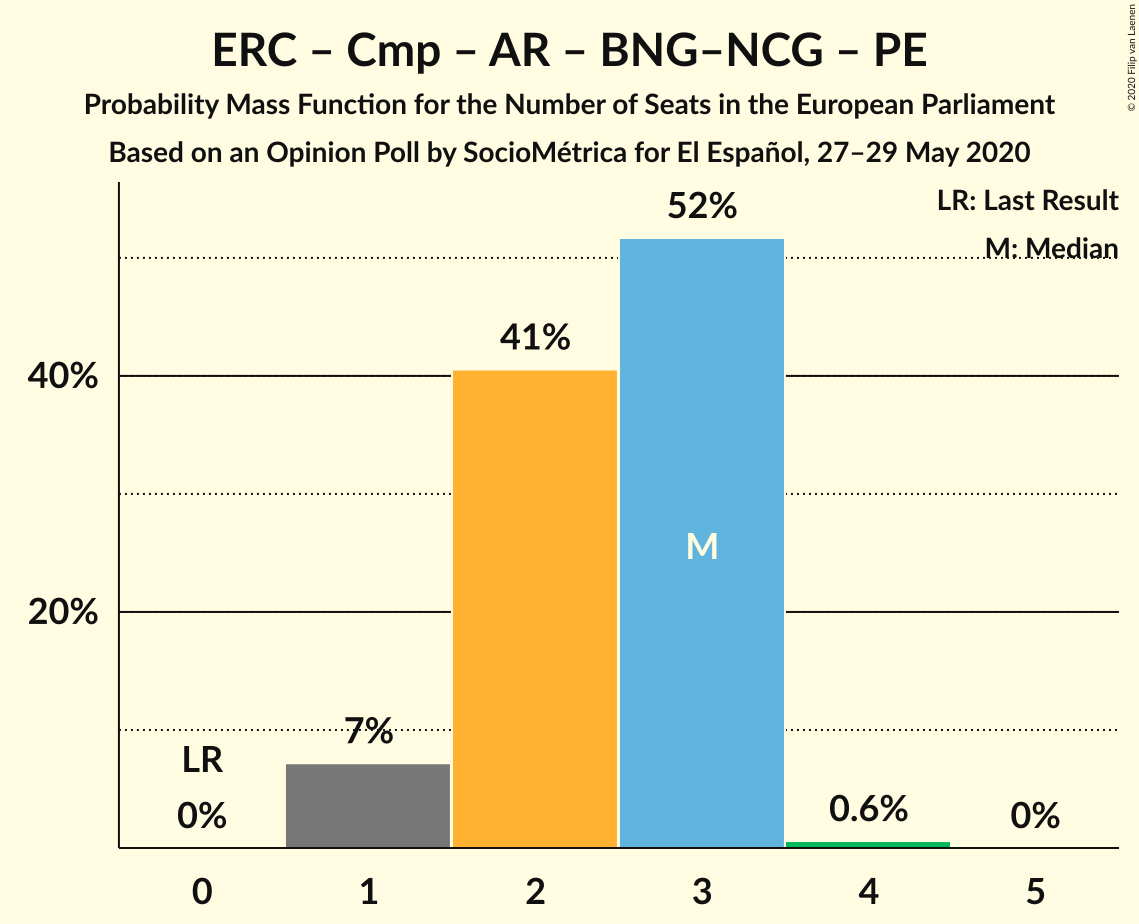 ERC – Cmp – AR – BNG–NCG – PE
Probability Mass Function for the Number of Seats in the European Parliament
Based on an Opinion Poll by SocioMétrica for El Español, 27–29 May 2020
© 2020 Filip van Laenen
LR: Last Result
M: Median
52%
41%
40%
M
20%
7%
LR
0%
0.6%
0%
0 1 2 3 4 5